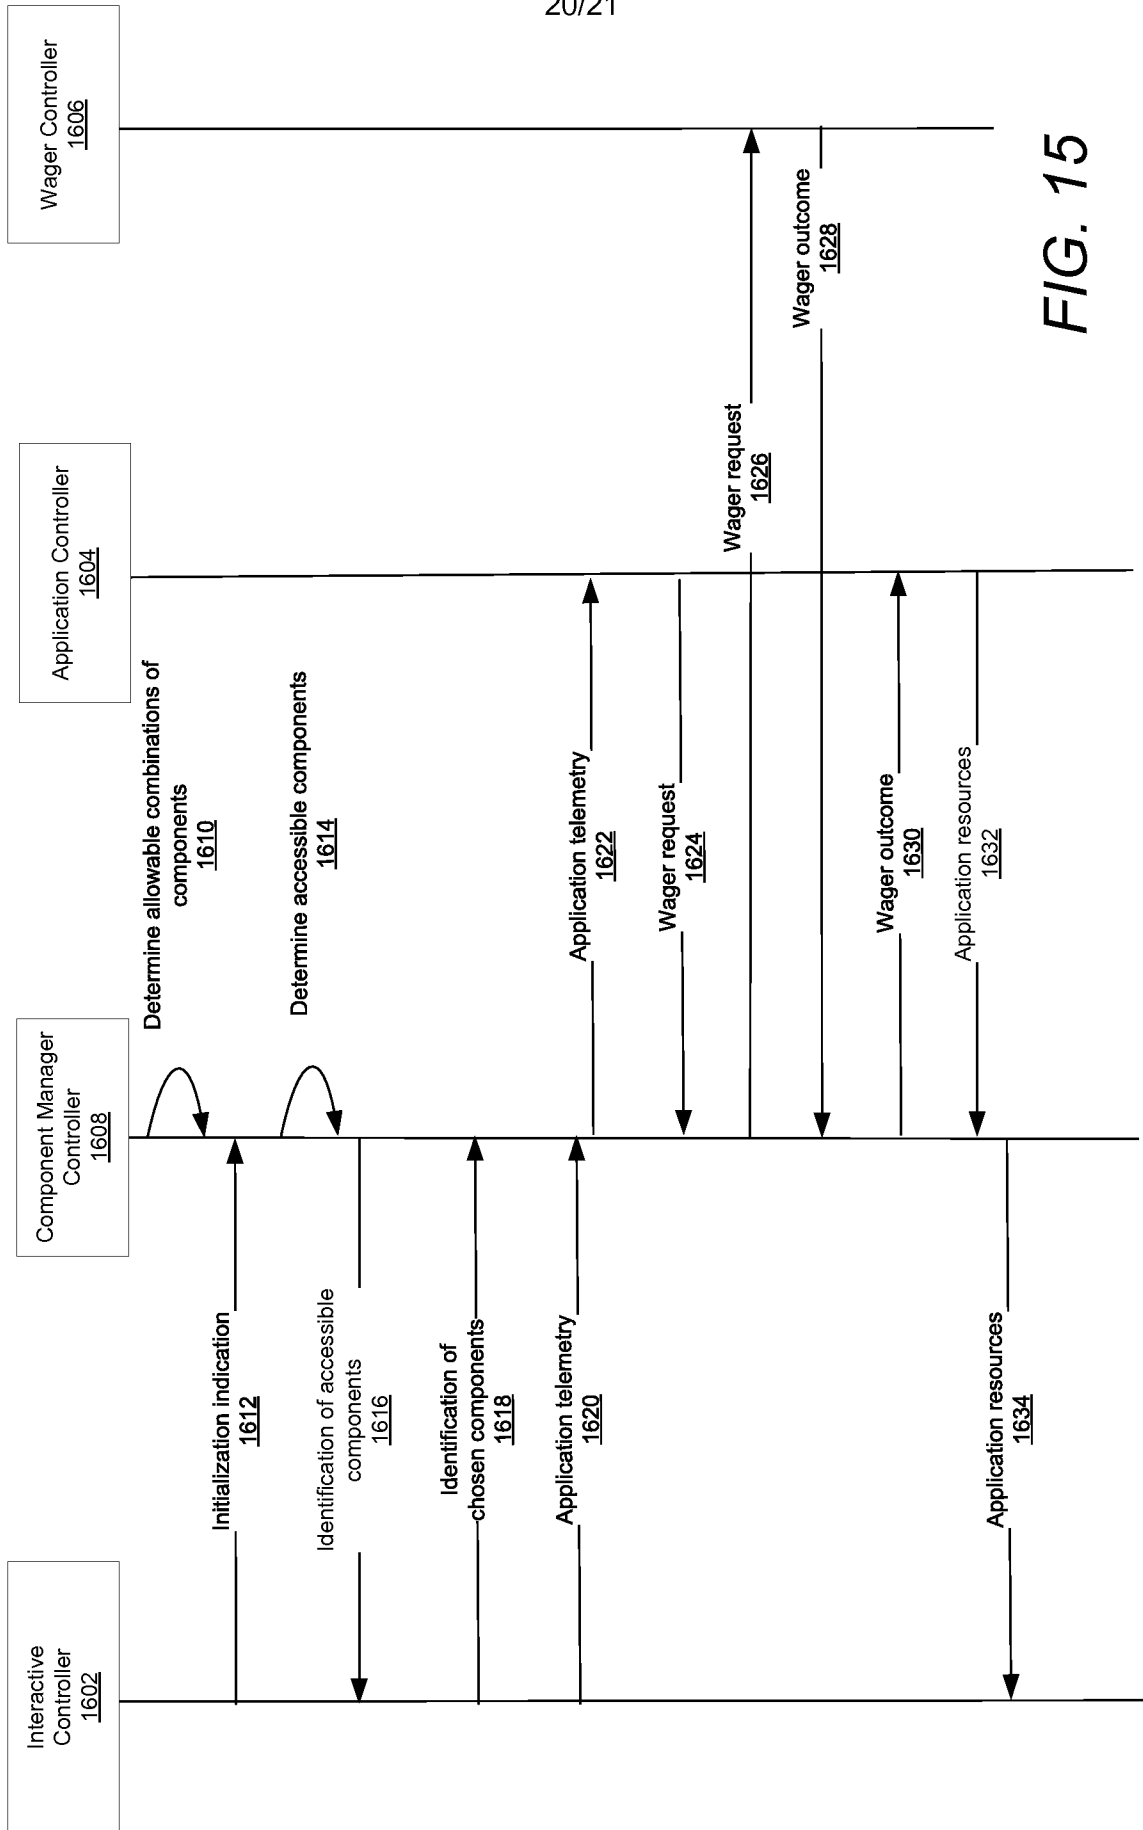 20/21
Interactive
Controller
1602
Component Manager
Controller
1608
Application Controller
1604
Wager Controller
1606
Determine allowable combinations of
components
1610
Initialization indication
1612
Determine accessible components
1614
Identification of accessible
components
1616
Identification of
chosen components
1618
Application telemetry
1620
Application telemetry
1622
Wager request
1624
Wager request
1626
Wager outcome
1628
Wager outcome
1630
Application resources
1632
Application resources
1634
FIG. 15